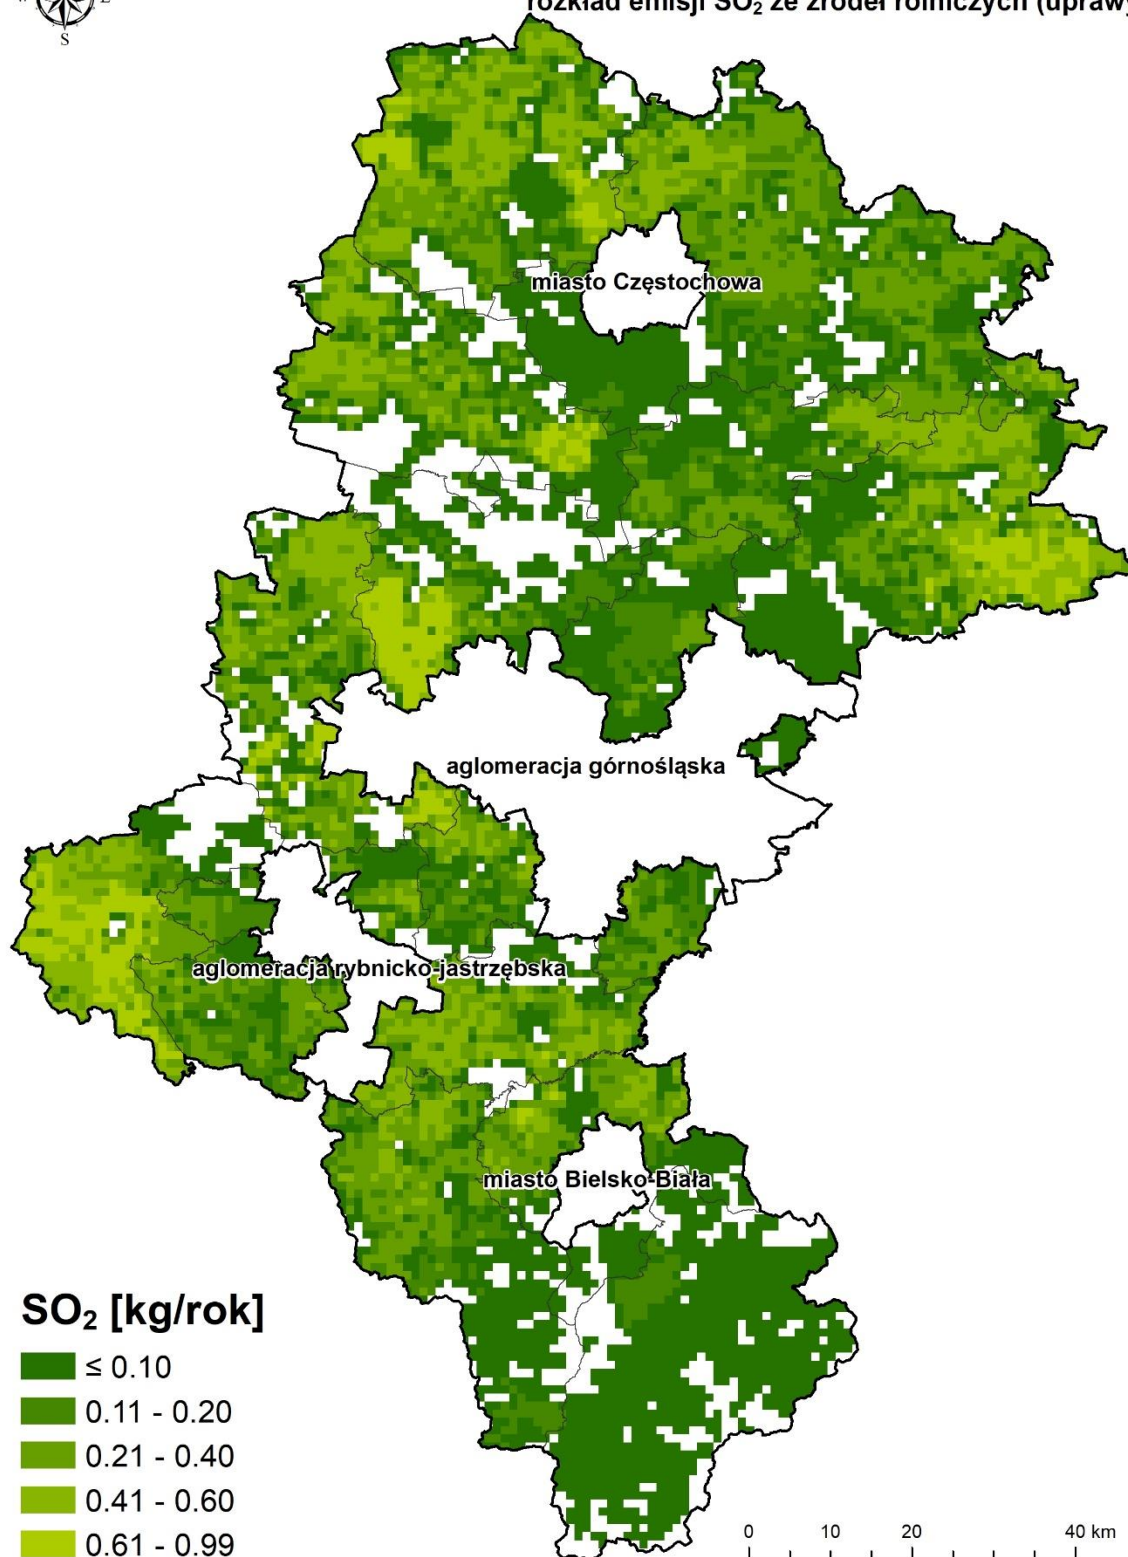 rozkład emisji SO₂ ze źródeł rolniczych (uprawy
S
miasto Częstochowa
aglomeracja górnośląska
aglomeracja rybnicko-jastrzębska
miasto Bielsko-Biała
SO₂ [kg/rok]
≤ 0.10
0.11 - 0.20
0.21 - 0.40
0.41 - 0.60
0.61 - 0.99
0 10 20 40 km